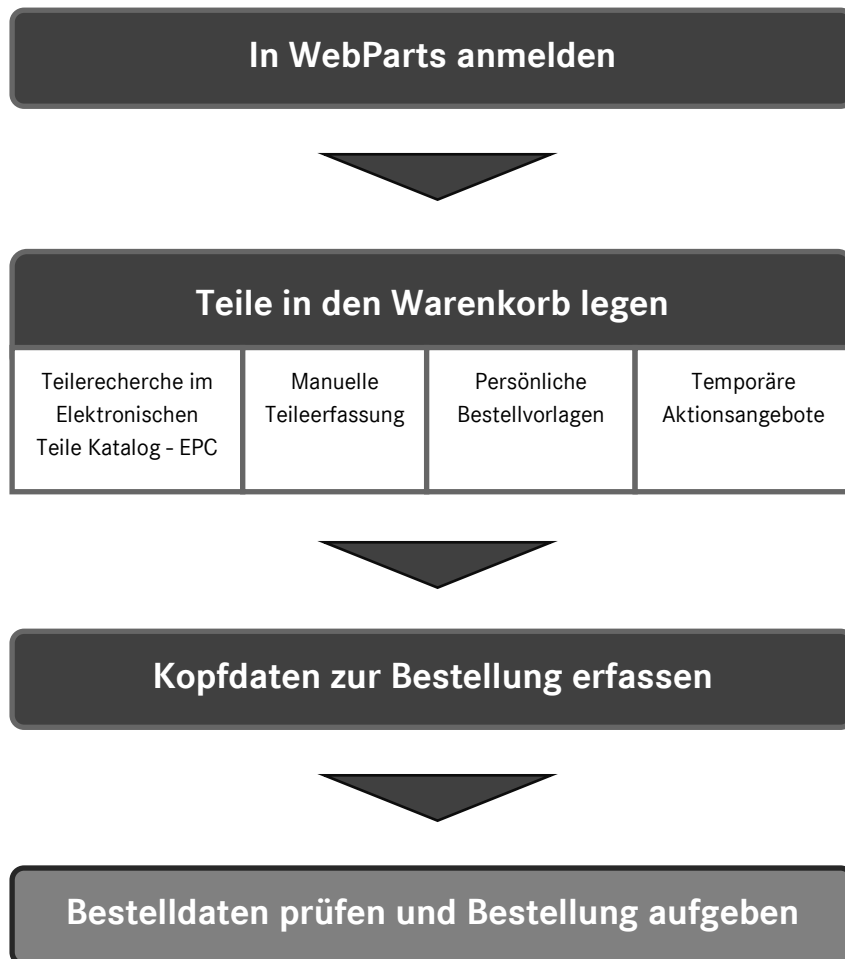 In WebParts anmelden
Teile in den Warenkorb legen
Teilerecherche im
Elektronischen
Teile Katalog - EPC
Manuelle
Teileerfassung
Persönliche
Bestellvorlagen
Temporäre
Aktionsangebote
Kopfdaten zur Bestellung erfassen
Bestelldaten prüfen und Bestellung aufgeben